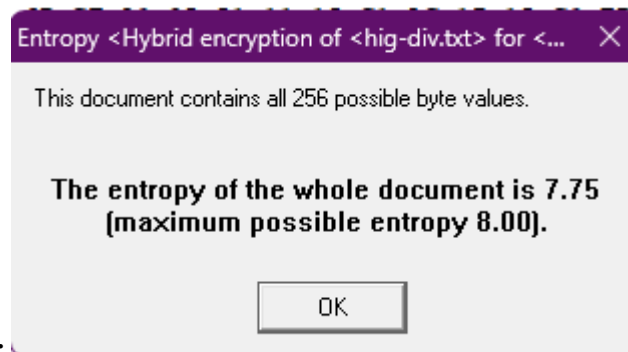 Entropy <Hybrid encryption of <hig-div.txt> for <...
This document contains all 256 possible byte values.
The entropy of the whole document is 7.75
(maximum possible entropy 8.00).
OK